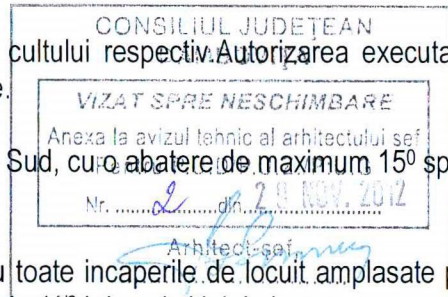 CONSILIUL JUDEȚEAN
cultului respectiv.Autorizarea executa
e.
VIZAT SPRE NESCHIMBARE
Anexa la avizul tehnic al arhitectului șef
Sud, cu o abatere de maximum 15⁰ sp
Nr. 2 din 29 NOV. 2012
Arhitect-șef
u toate incaperile de locuit amplasate p